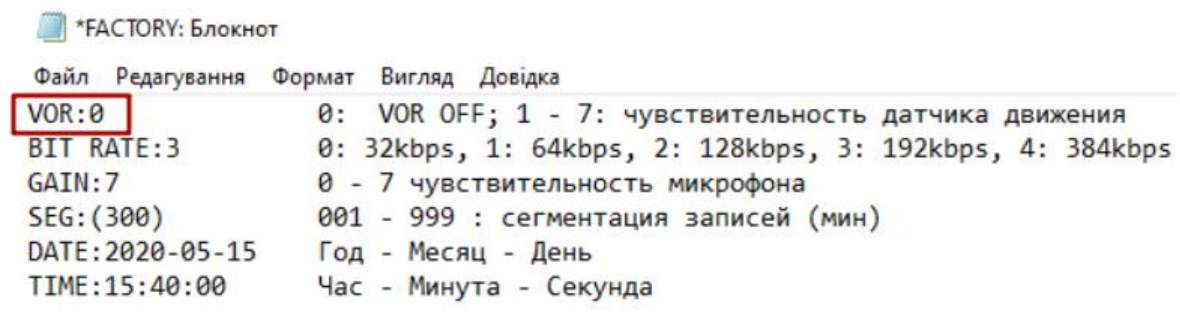 *FACTORY: Блокнот
Файл Редагування Формат Вигляд Довідка
VOR:0 0: VOR OFF; 1 - 7: чувствительность датчика движения
BIT RATE:3 0: 32kbps, 1: 64kbps, 2: 128kbps, 3: 192kbps, 4: 384kbps
GAIN:7 0 - 7 чувствительность микрофона
SEG:(300) 001 - 999 : сегментация записей (мин)
DATE:2020-05-15 Год - Месяц - День
TIME:15:40:00 Час - Минута - Секунда